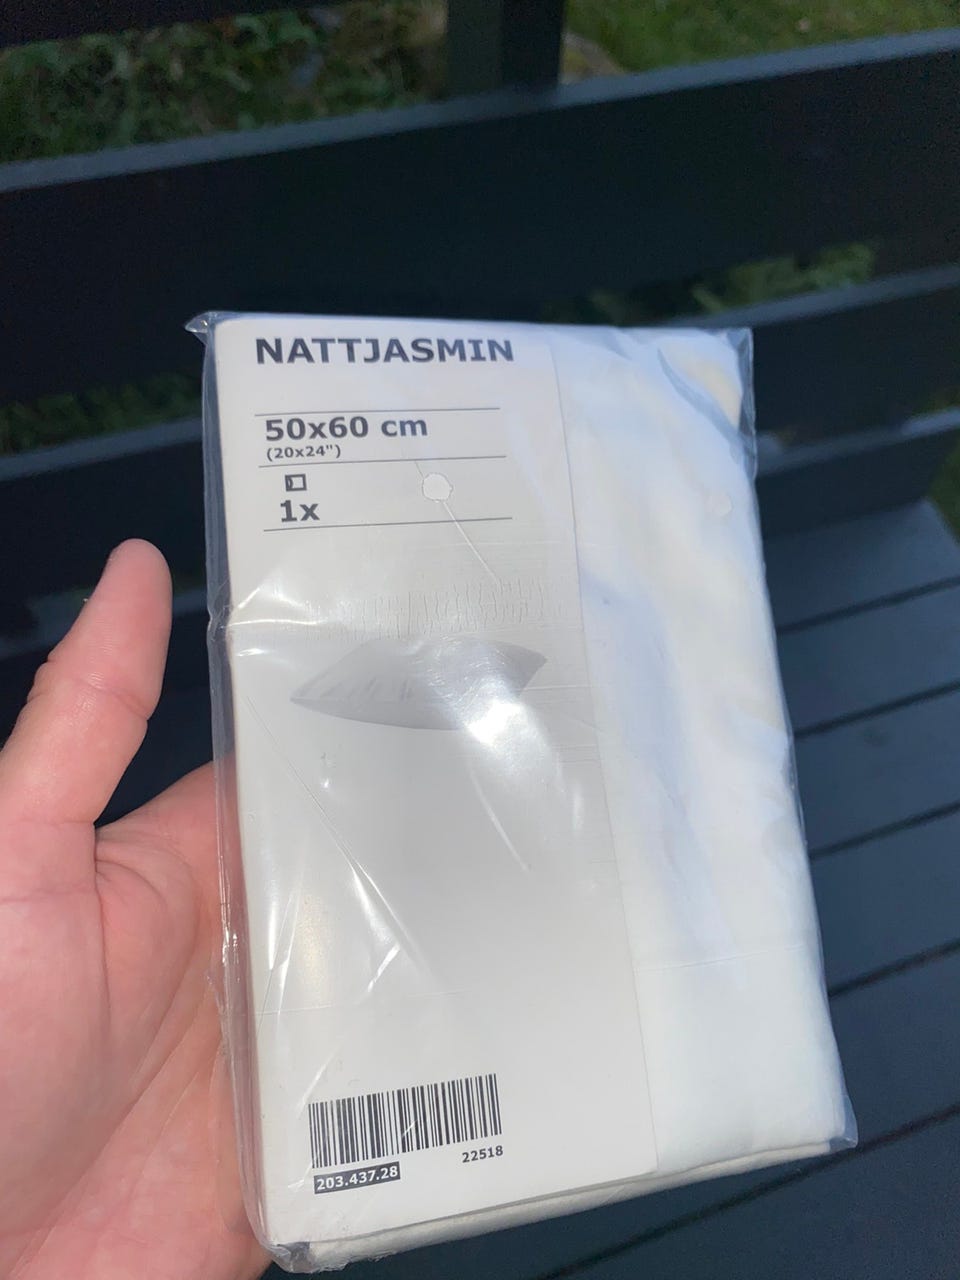 NATTJASMIN
50x60 cm
(20x24")
1x
22518
203.437.28